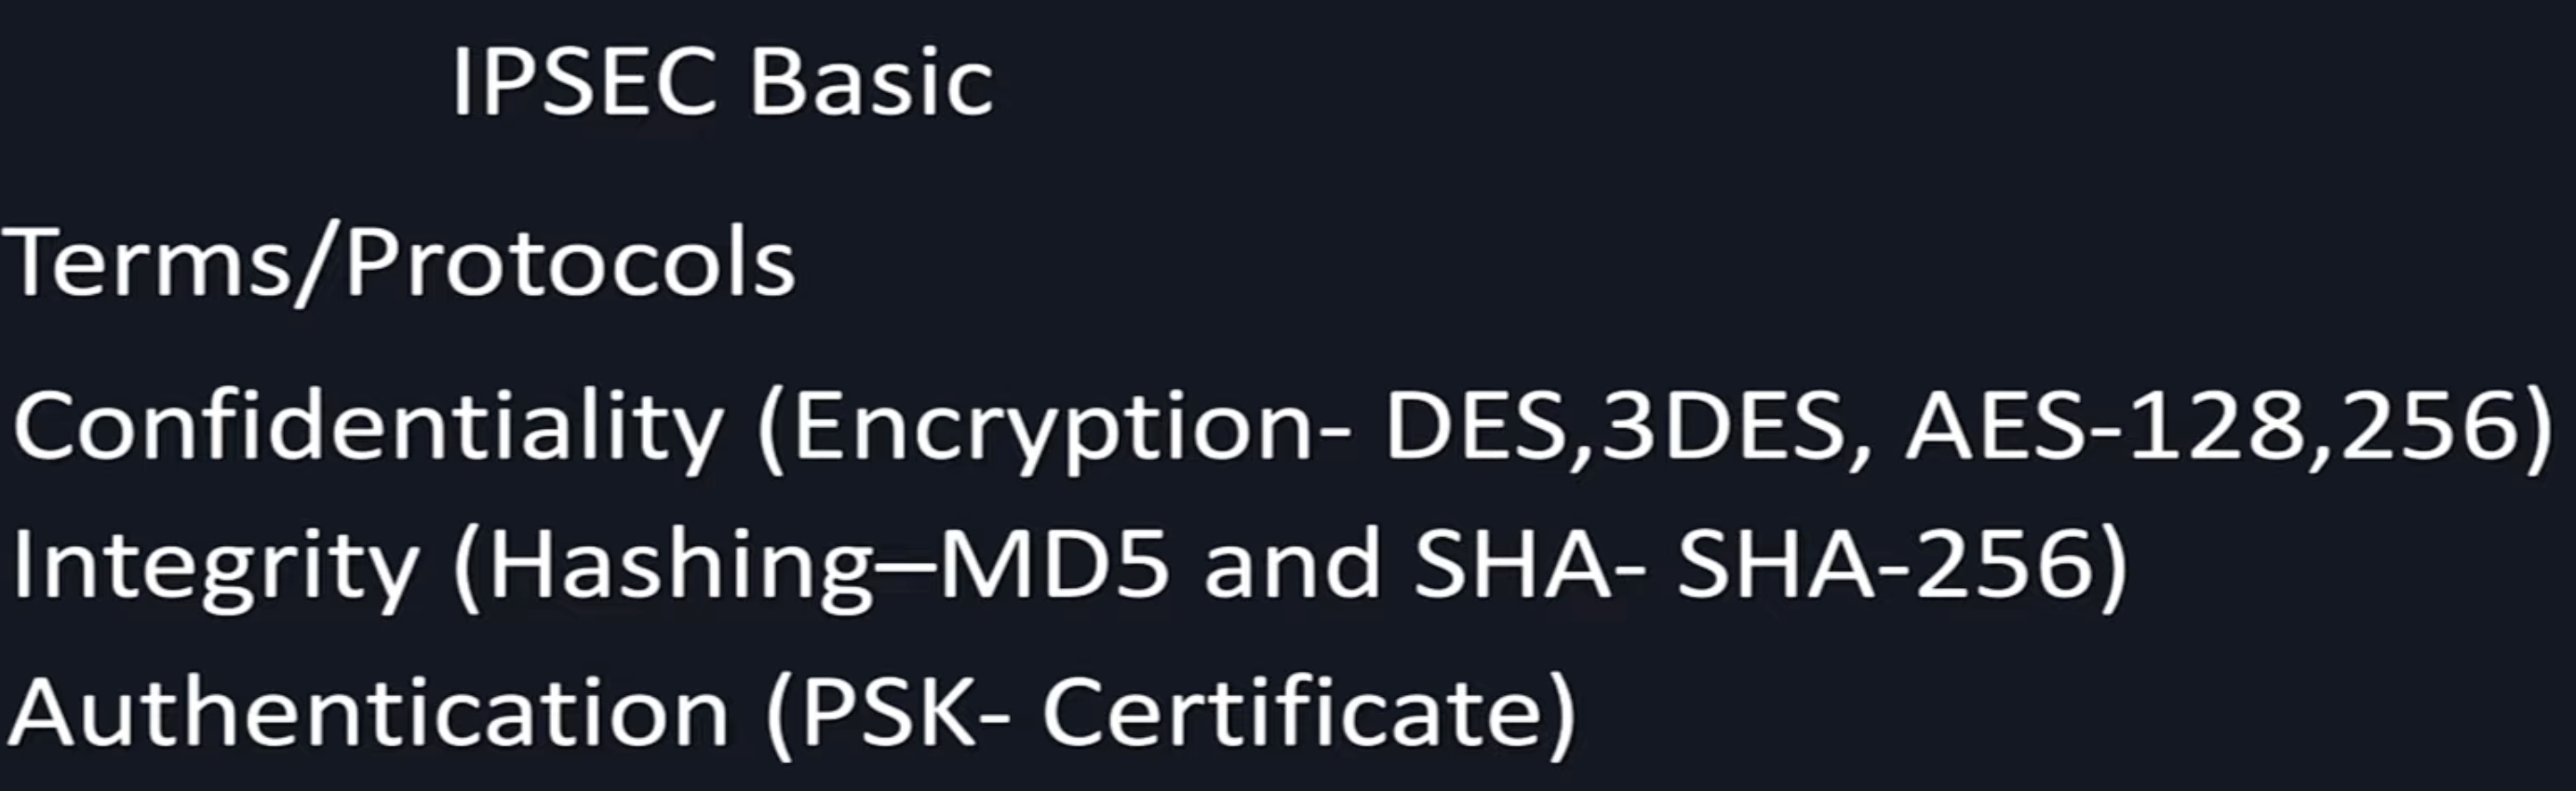 IPSEC Basic
Terms/Protocols
Confidentiality (Encryption- DES,3DES, AES-128,256)
Integrity (Hashing—MD5 and SHA- SHA-256)
Authentication (PSK- Certificate)